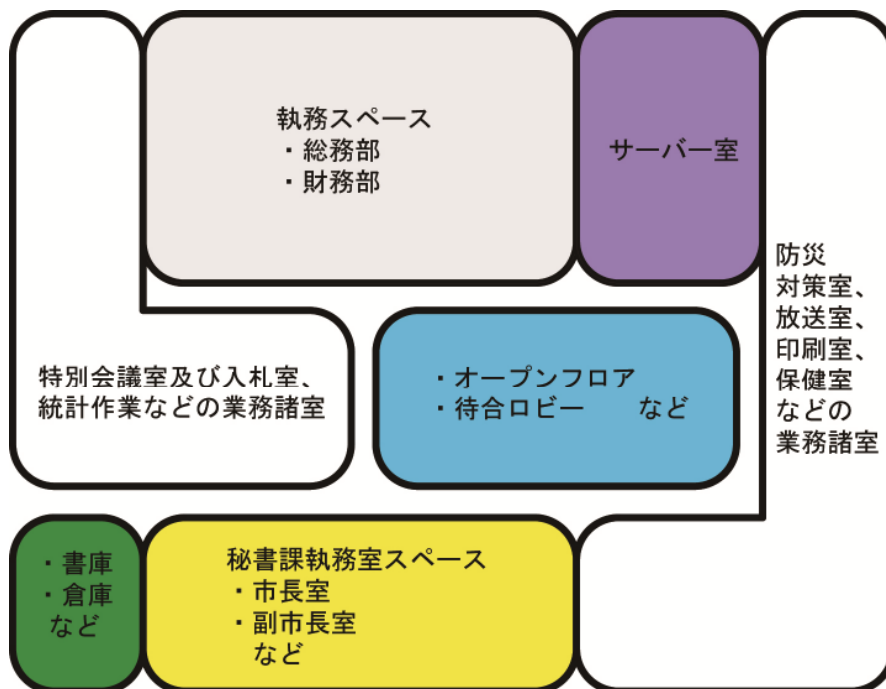 執務スペース
・総務部
・財務部
サーバー室
防災
対策室、
放送室、
印刷室、
保健室
などの
業務諸室
特別会議室及び入札室、
統計作業などの業務諸室
・オープンフロア
・待合ロビー　　など
・書庫
・倉庫
など
秘書課執務室スペース
・市長室
・副市長室
など